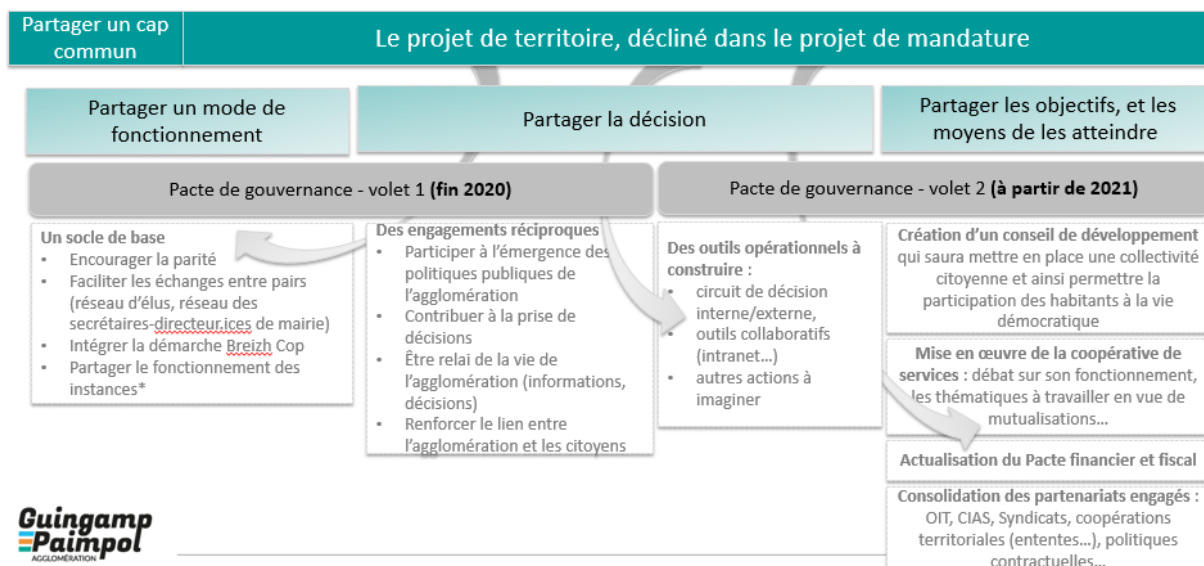 Partager un cap
commun
Le projet de territoire, décliné dans le projet de mandature
Partager un mode de
fonctionnement
Partager la décision
Partager les objectifs, et les
moyens de les atteindre
Pacte de gouvernance - volet 1 (fin 2020)
Pacte de gouvernance - volet 2 (à partir de 2021)
Un socle de base
• Encourager la parité
• Faciliter les échanges entre pairs
(réseau d'élus, réseau des
secrétaires-directeur.ices de mairie)
• Intégrer la démarche Breizh Cop
• Partager le fonctionnement des
instances*
Des engagements réciproques
• Participer à l'émergence des
politiques publiques de
l'agglomération
• Contribuer à la prise de
décisions
• Être relai de la vie de
l'agglomération (informations,
décisions)
• Renforcer le lien entre
l'agglomération et les citoyens
Des outils opérationnels à
construire :
• circuit de décision
interne/externe,
• outils collaboratifs
(intranet…)
• autres actions à
imaginer
Création d'un conseil de développement
qui saura mettre en place une collectivité
citoyenne et ainsi permettre la
participation des habitants à la vie
démocratique
Mise en œuvre de la coopérative de
services : débat sur son fonctionnement,
les thématiques à travailler en vue de
mutualisations…
Actualisation du Pacte financier et fiscal
Consolidation des partenariats engagés :
OIT, CIAS, Syndicats, coopérations
territoriales (ententes…), politiques
contractuelles…
Guingamp
Paimpol
AGGLOMÉRATION